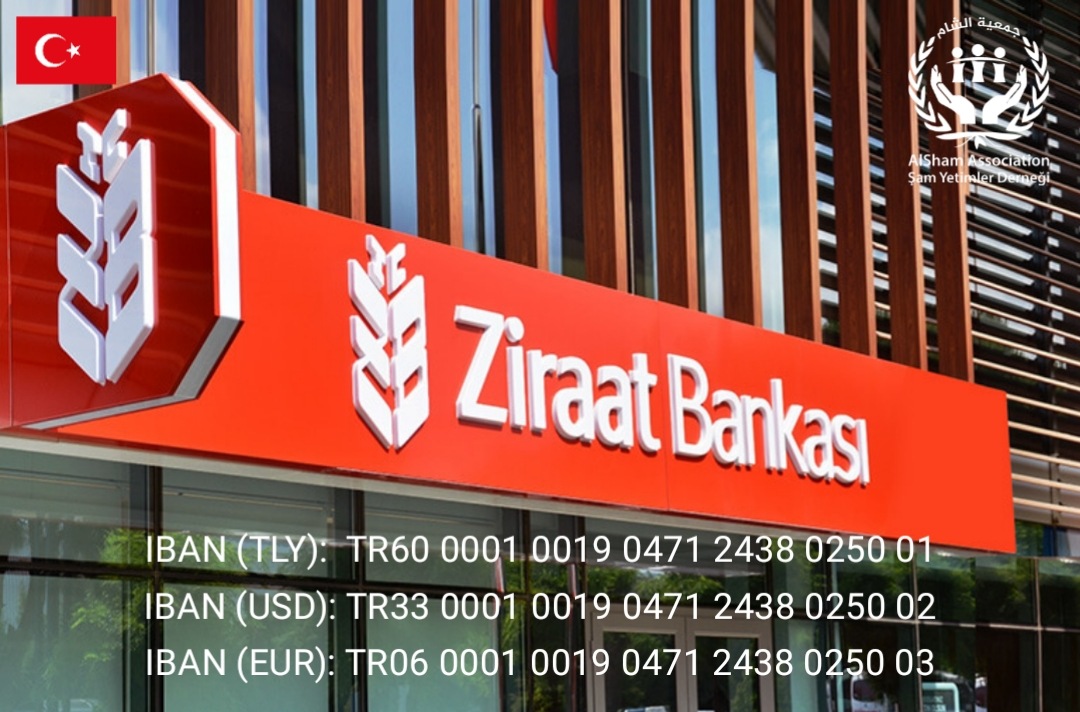 جمعية الشام
AlSham Association
Şam Yetimler Derneği
Ziraat Bankası
IBAN (TLY): TR60 0001 0019 0471 2438 0250 01
IBAN (USD): TR33 0001 0019 0471 2438 0250 02
IBAN (EUR): TR06 0001 0019 0471 2438 0250 03